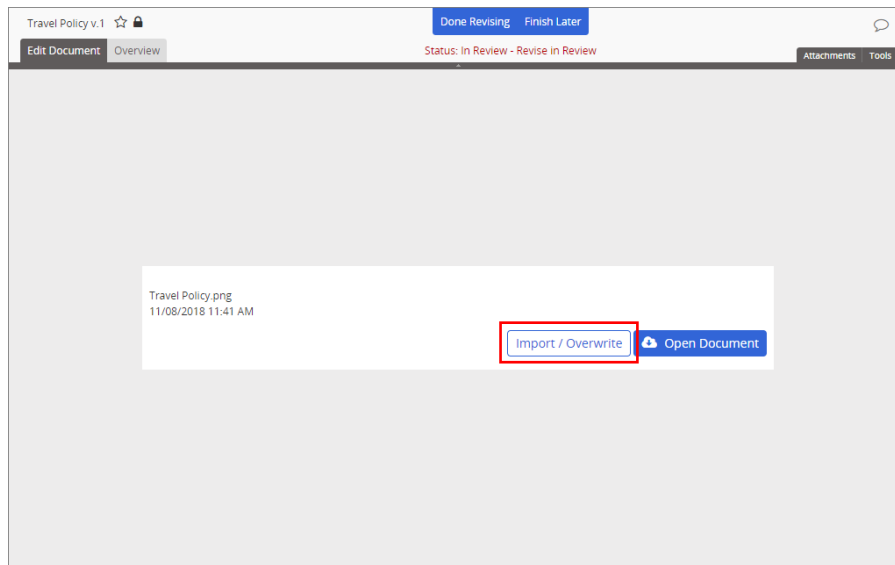 Travel Policy v.1
Done Revising Finish Later
Edit Document Overview
Status: In Review - Revise in Review
Attachments Tools
Travel Policy.png
11/08/2018 11:41 AM
Import / Overwrite Open Document